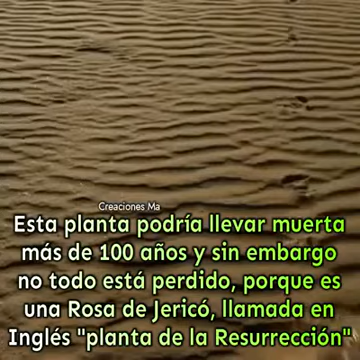 Creaciones Ma
Esta planta podría llevar muerta
más de 100 años y sin embargo
no todo está perdido, porque es
una Rosa de Jericó, llamada en
Inglés "planta de la Resurrección"